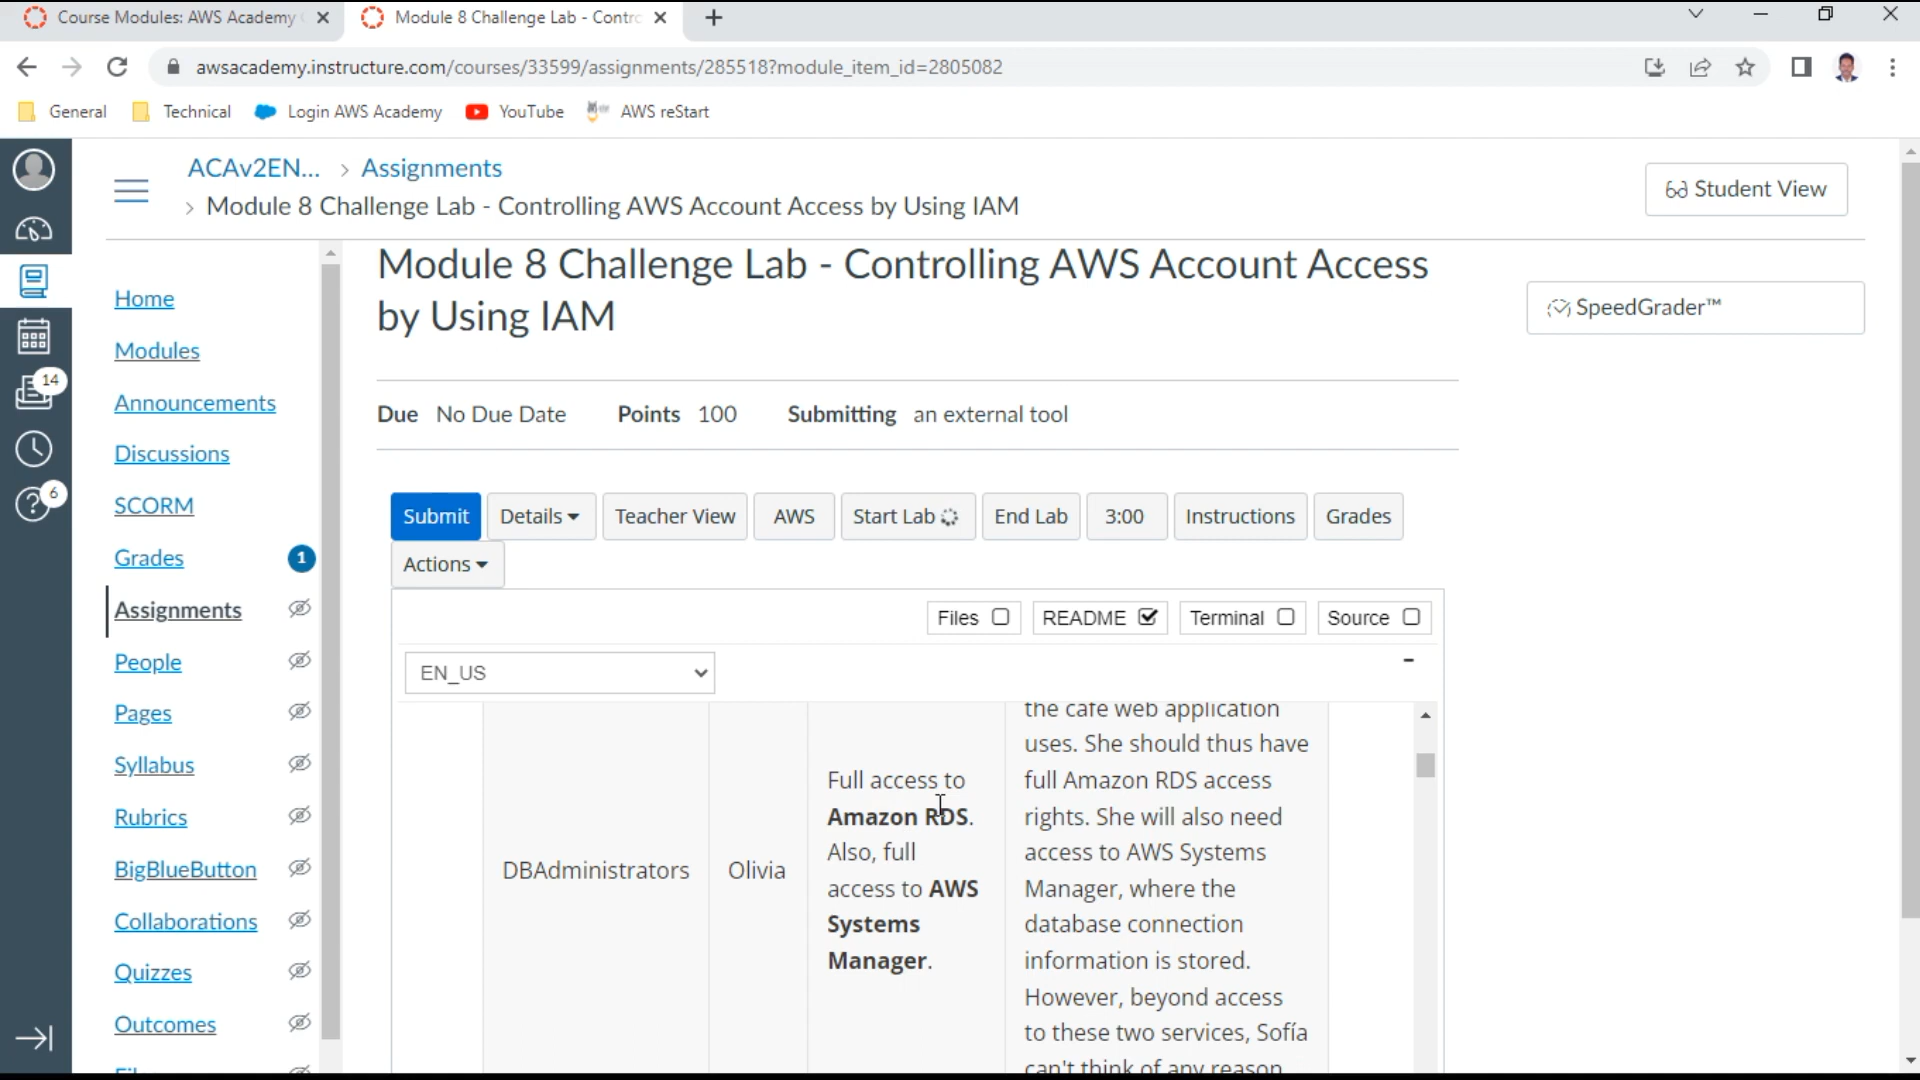 Course Modules: AWS Academy
Module 8 Challenge Lab - Contro
awsacademy.instructure.com/courses/33599/assignments/285518?module_item_id=2805082
General
Technical
Login AWS Academy
YouTube
AWS reStart
ACAv2EN... > Assignments
> Module 8 Challenge Lab - Controlling AWS Account Access by Using IAM
Student View
14
6
Home
Modules
Announcements
Discussions
SCORM
Grades 1
Assignments
People
Pages
Syllabus
Rubrics
BigBlueButton
Collaborations
Quizzes
Outcomes
Module 8 Challenge Lab - Controlling AWS Account Access
by Using IAM
SpeedGrader™
Due No Due Date Points 100 Submitting an external tool
Submit Details Teacher View AWS Start Lab End Lab 3:00 Instructions Grades
Actions
Files README Terminal Source
EN_US
DBAdministrators
Olivia
Full access to
Amazon RDS.
Also, full
access to AWS
Systems
Manager.
the café web application
uses. She should thus have
full Amazon RDS access
rights. She will also need
access to AWS Systems
Manager, where the
database connection
information is stored.
However, beyond access
to these two services, Sofía
can't think of any reason